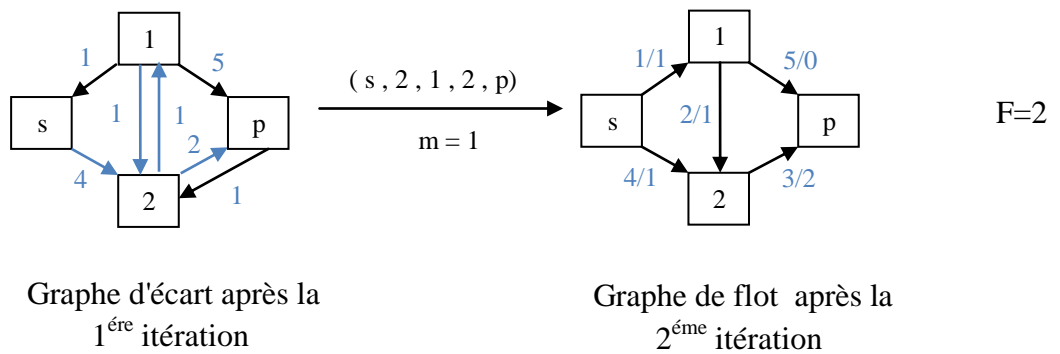 1
1
5
s
1
1
p
4
2
2
1
( s , 2 , 1 , 2 , p)
m = 1
1
1/1
5/0
s
2/1
p
4/1
2
3/2
F=2
Graphe d'écart après la
1ére itération
Graphe de flot après la
2éme itération